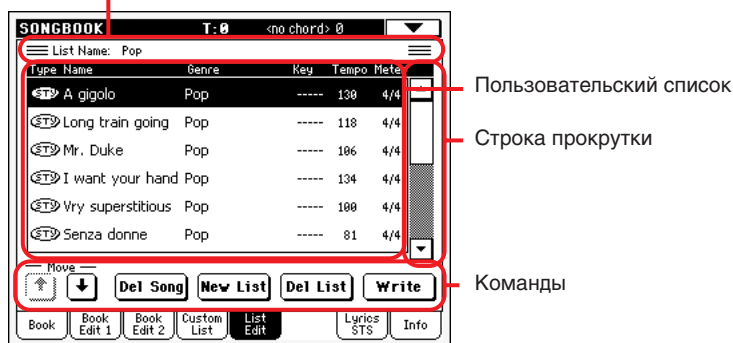 SONGBOOK T:0 <no chord> 0
List Name: Pop
Type Name Genre Key Tempo Mete
STY A gigolo Pop ----- 130 4/4
STY Long train going Pop ----- 118 4/4
STY Mr. Duke Pop ----- 106 4/4
STY I want your hand Pop ----- 134 4/4
STY Vry superstitious Pop ----- 100 4/4
STY Senza donne Pop ----- 81 4/4
Move
Del Song New List Del List Write
Book Book Edit 1 Book Edit 2 Custom List List Edit Lyrics STS Info
Пользовательский список
Строка прокрутки
Команды